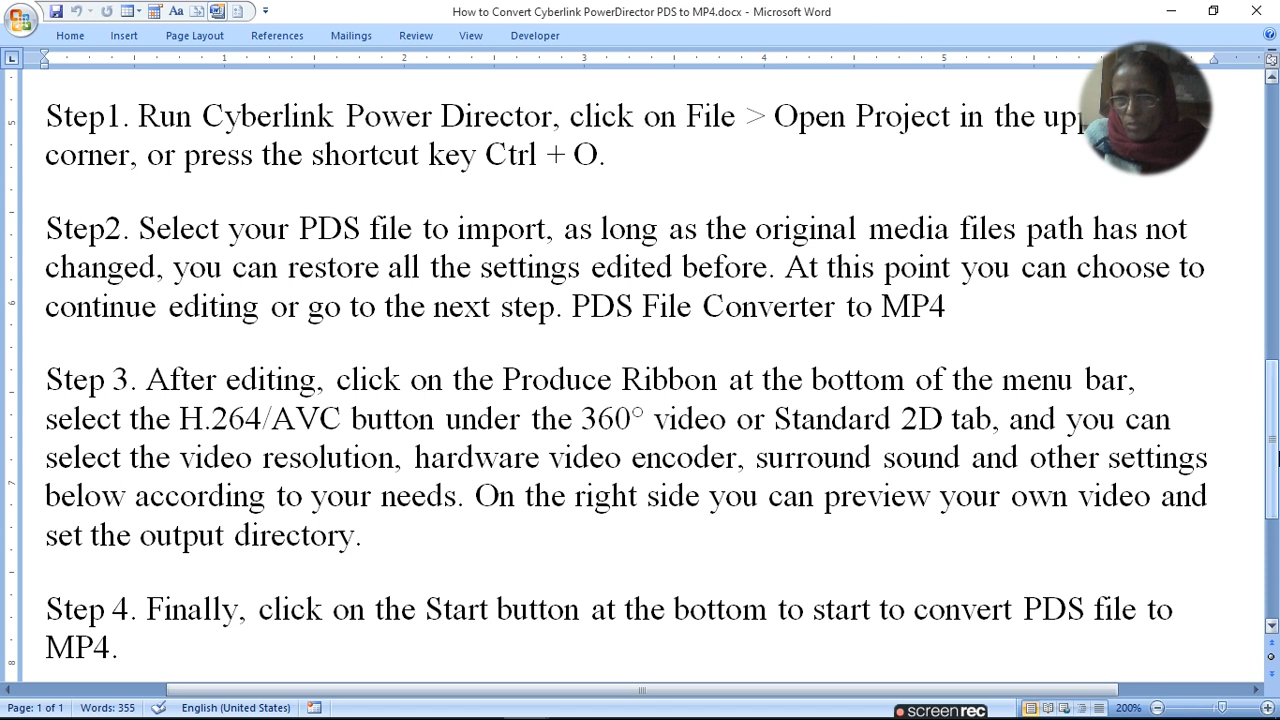 How to Convert Cyberlink PowerDirector PDS to MP4.docx - Microsoft Word
Home Insert Page Layout References Mailings Review View Developer
1 2 3 4 5
Step1. Run Cyberlink Power Director, click on File > Open Project in the
corner, or press the shortcut key Ctrl + O.
Step2. Select your PDS file to import, as long as the original media files path has not
changed, you can restore all the settings edited before. At this point you can choose to
continue editing or go to the next step. PDS File Converter to MP4
Step 3. After editing, click on the Produce Ribbon at the bottom of the menu bar,
select the H.264/AVC button under the 360° video or Standard 2D tab, and you can
select the video resolution, hardware video encoder, surround sound and other settings
below according to your needs. On the right side you can preview your own video and
set the output directory.
Step 4. Finally, click on the Start button at the bottom to start to convert PDS file to
MP4.
Page: 1 of 1 Words: 355 English (United States) screenrec 200%